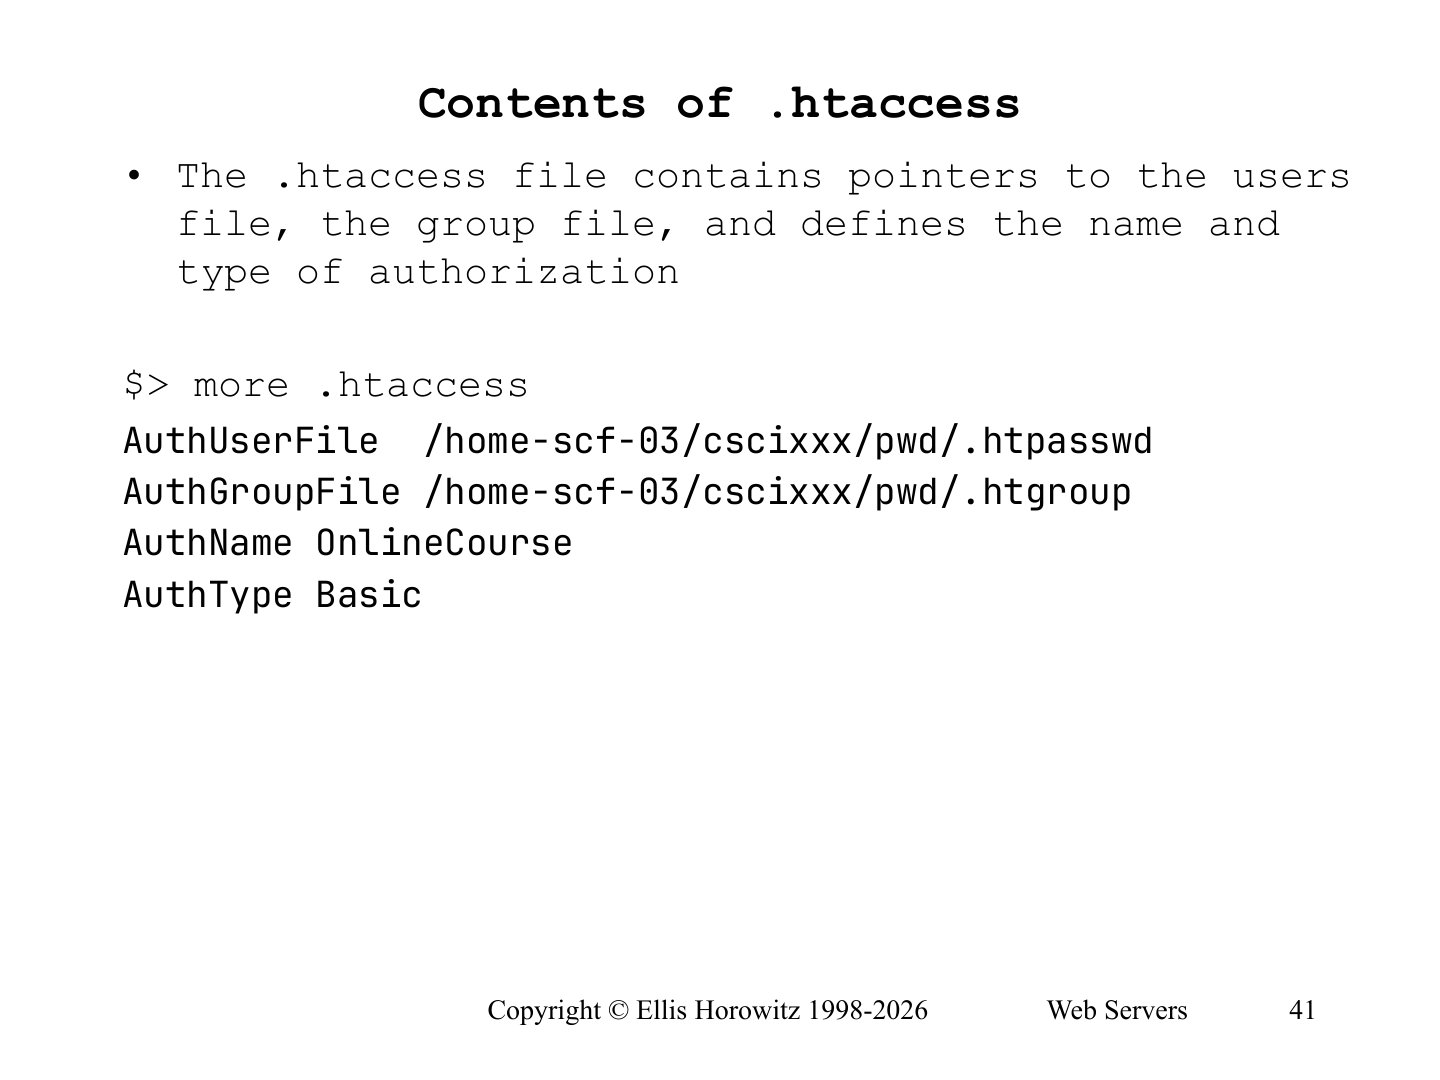 Contents of .htaccess
• The .htaccess file contains pointers to the users
file, the group file, and defines the name and
type of authorization
$> more .htaccess
AuthUserFile  /home-scf-03/cscixxx/pwd/.htpasswd
AuthGroupFile /home-scf-03/cscixxx/pwd/.htgroup
AuthName OnlineCourse
AuthType Basic
Copyright © Ellis Horowitz 1998-2026 Web Servers 41